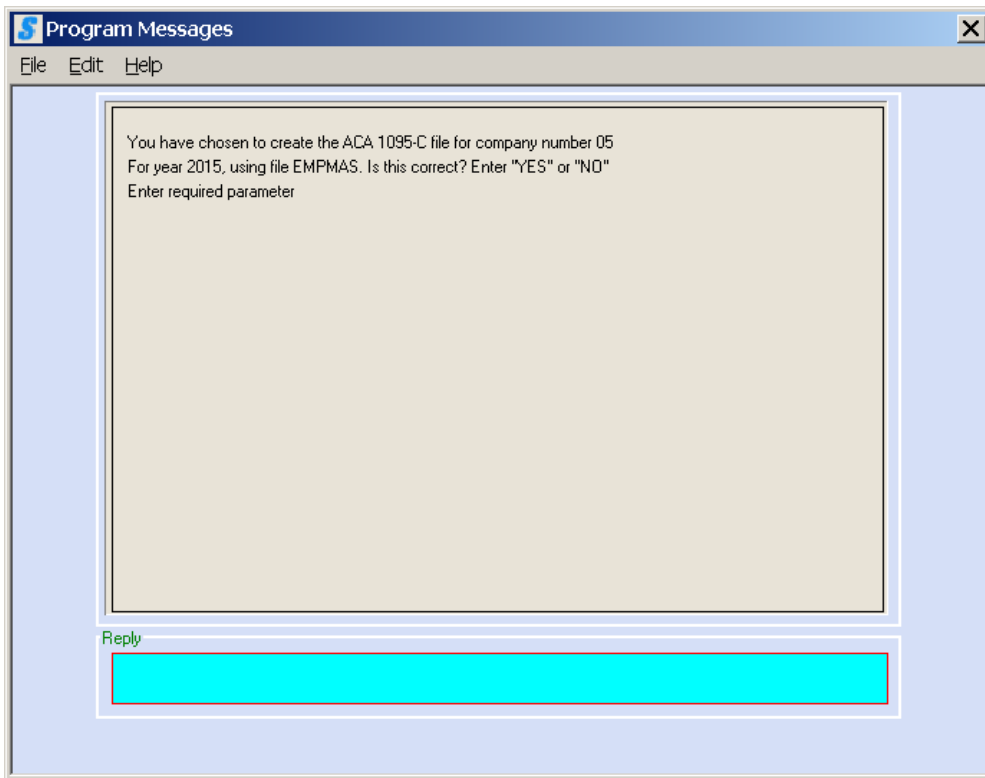 Program Messages
File Edit Help
You have chosen to create the ACA 1095-C file for company number 05
For year 2015, using file EMPMAS. Is this correct? Enter "YES" or "NO"
Enter required parameter
Reply